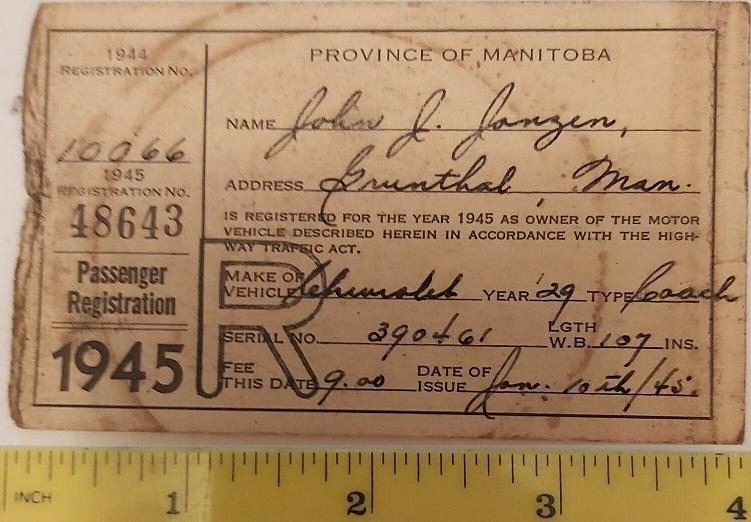 1944
REGISTRATION NO.
10066
1945
REGISTRATION NO.
48643
Passenger
Registration
1945
PROVINCE OF MANITOBA
NAME John J. Janzen,
ADDRESS Grunthal, Man.
IS REGISTERED FOR THE YEAR 1945 AS OWNER OF THE MOTOR
VEHICLE DESCRIBED HEREIN IN ACCORDANCE WITH THE HIGH-
WAY TRAFFIC ACT.
R
MAKE OF
VEHICLE Chevrolet YEAR '29 TYPE Coach
SERIAL NO. 390461 LGTH W.B. 107 INS.
FEE
THIS DATE 9.00 DATE OF ISSUE Jan. 10th/45.
INCH 1 2 3 4